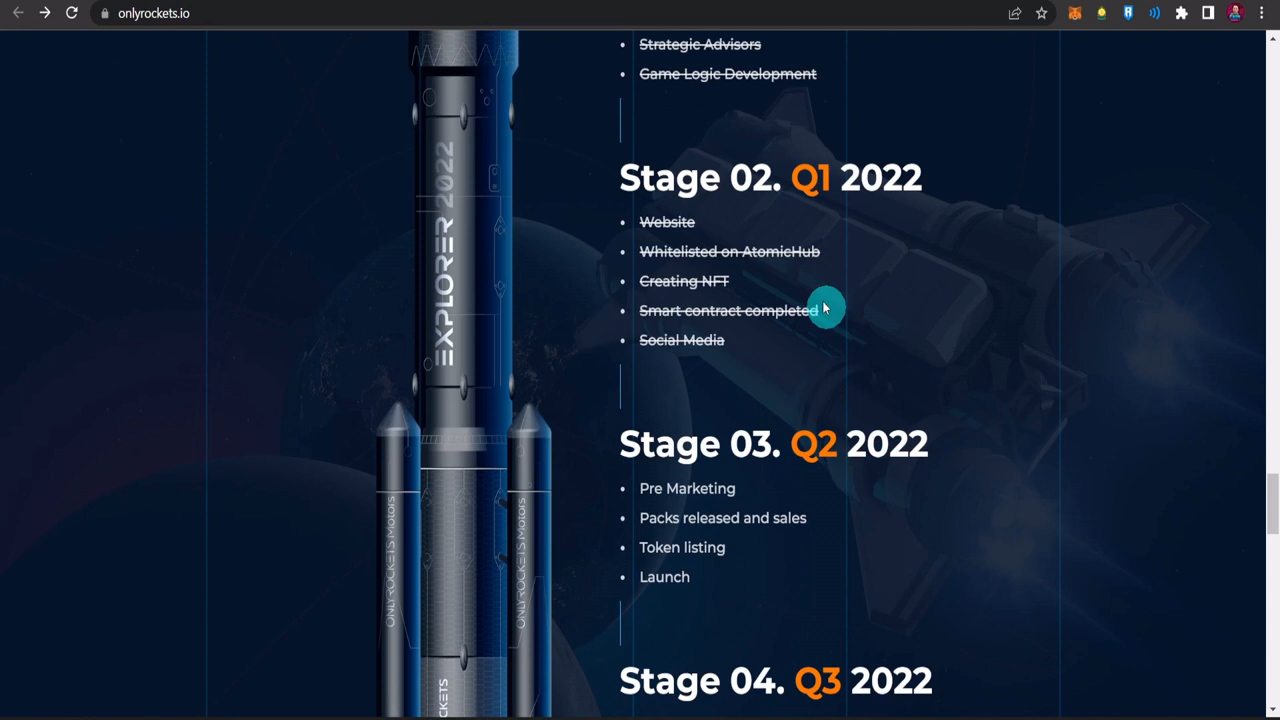 onlyrockets.io
Strategic Advisors
Game Logic Development
Stage 02. Q1 2022
Website
Whitelisted on AtomicHub
Creating NFT
Smart contract completed
Social Media
Stage 03. Q2 2022
Pre Marketing
Packs released and sales
Token listing
Launch
Stage 04. Q3 2022
EXPLORER 2022
ONLYROCKETS Motors
ONLYROCKETS Motors
ROCKETS